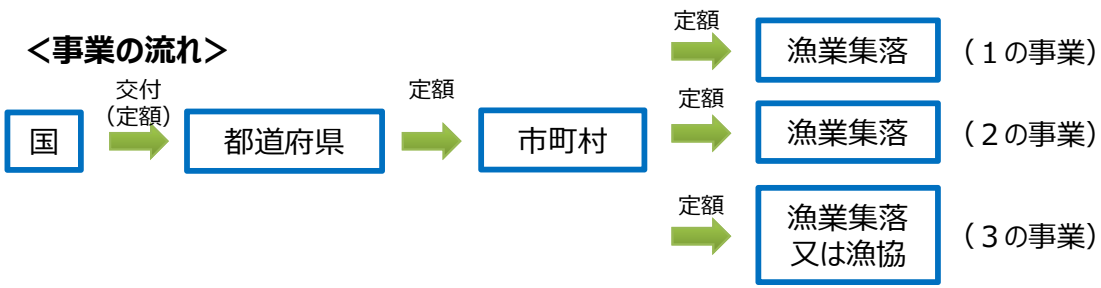 ＜事業の流れ＞
国
交付
（定額）
都道府県
定額
市町村
定額
漁業集落
（１の事業）
定額
漁業集落
（２の事業）
定額
漁業集落
又は漁協
（３の事業）